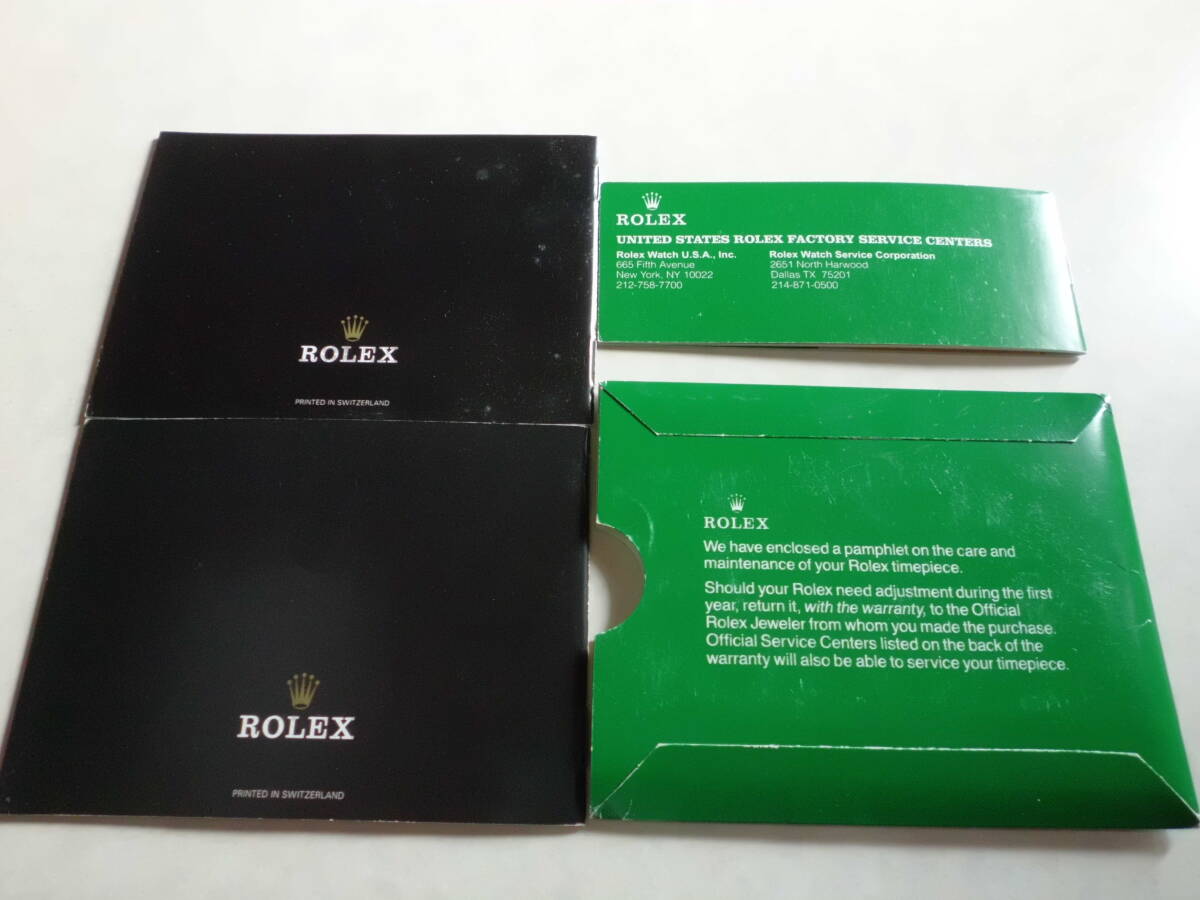 ROLEX
PRINTED IN SWITZERLAND
ROLEX
PRINTED IN SWITZERLAND
ROLEX
UNITED STATES ROLEX FACTORY SERVICE CENTERS
Rolex Watch U.S.A., Inc.
665 Fifth Avenue
New York, NY 10022
212-758-7700
Rolex Watch Service Corporation
2651 North Harwood
Dallas TX 75201
214-871-0500
ROLEX
We have enclosed a pamphlet on the care and
maintenance of your Rolex timepiece.
Should your Rolex need adjustment during the first
year, return it, with the warranty, to the Official
Rolex Jeweler from whom you made the purchase.
Official Service Centers listed on the back of the
warranty will also be able to service your timepiece.